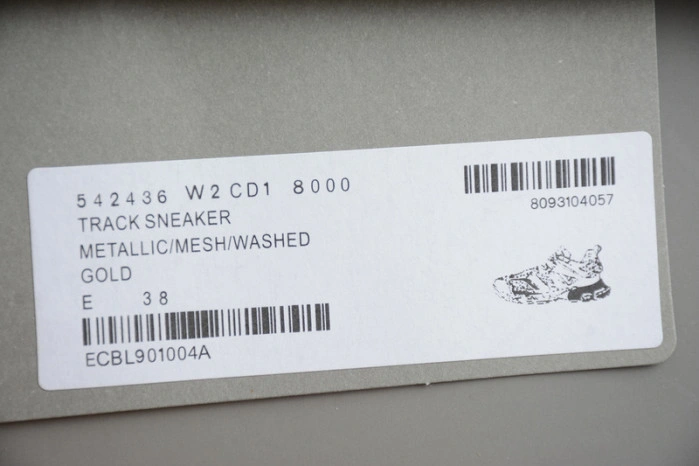 542436 W2CD1 8000
TRACK SNEAKER
METALLIC/MESH/WASHED
GOLD
E 38
ECBL901004A
8093104057